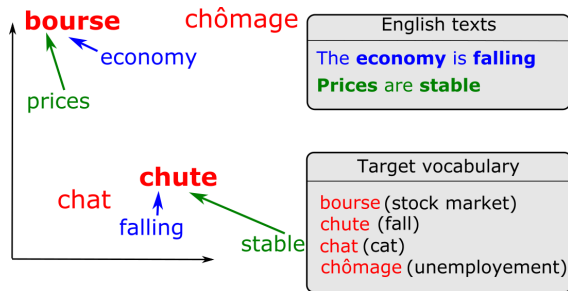 bourse
chômage
economy
prices
chute
chat
falling
stable
English texts
The economy is falling
Prices are stable
Target vocabulary
bourse (stock market)
chute (fall)
chat (cat)
chômage (unemployement)